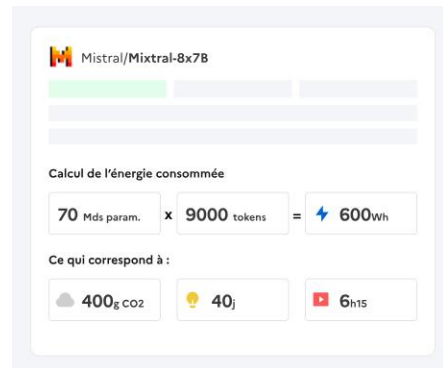 Mistral/Mixtral-8x7B
Calcul de l'énergie consommée
70 Mds param. x 9000 tokens = 600Wh
Ce qui correspond à :
400g CO2 40j 6h15